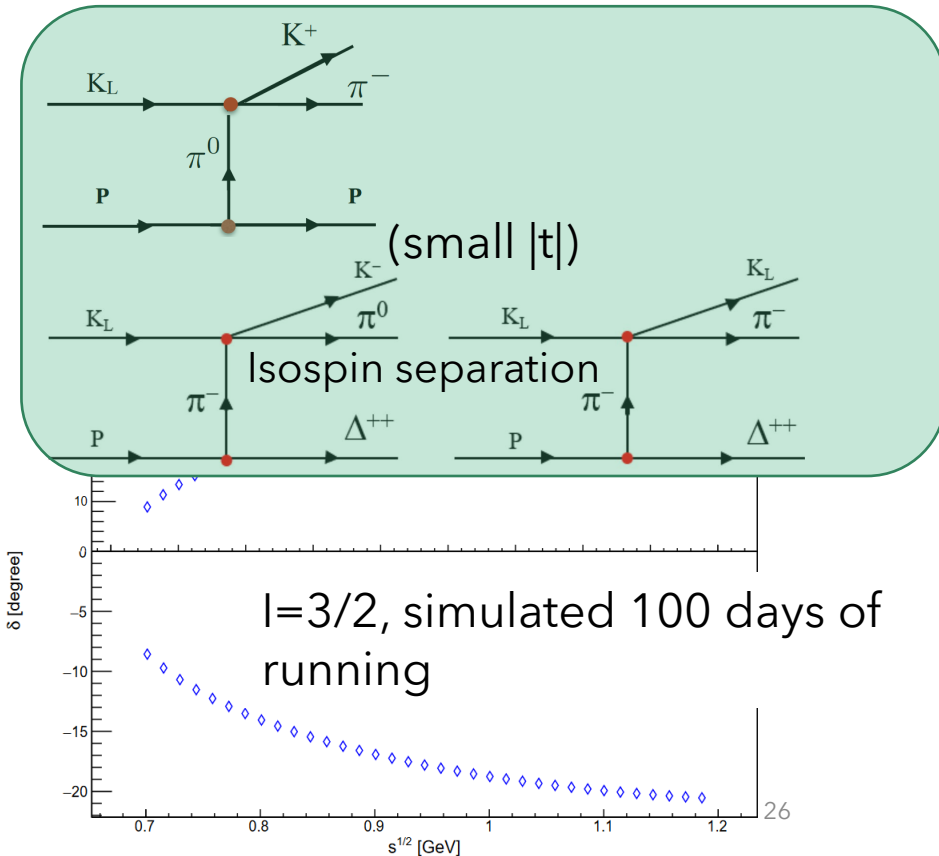 K+
K_L π−
π0
P P
(small |t|)
K− K_L
K_L π0 K_L π−
Isospin separation
π− π−
P Δ++ P Δ++
10
0
δ [degree]
−5
I=3/2, simulated 100 days of
running
−10
−15
−20
26
0.7 0.8 0.9 1 1.1 1.2
s^1/2 [GeV]